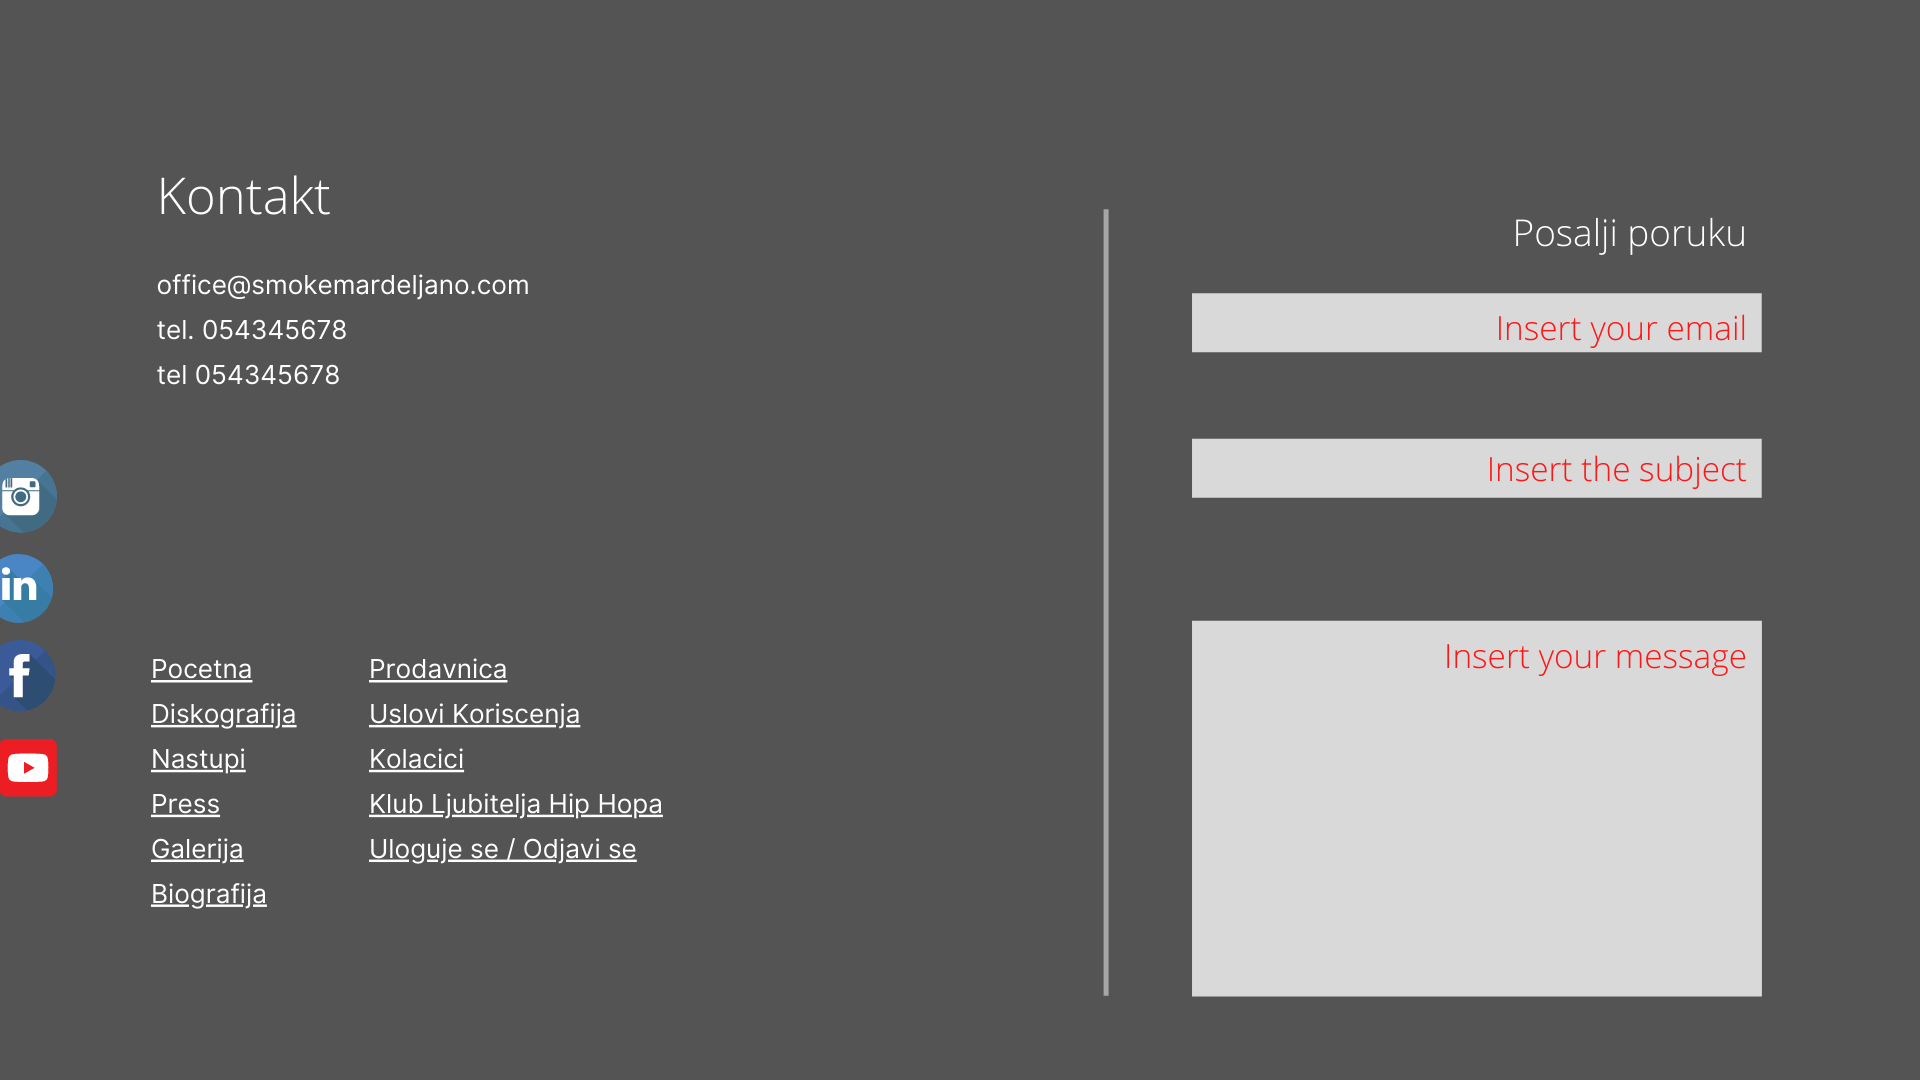 Kontakt
office@smokemardeljano.com
tel. 054345678
tel 054345678
in
f
Pocetna
Diskografija
Nastupi
Press
Galerija
Biografija
Prodavnica
Uslovi Koriscenja
Kolacici
Klub Ljubitelja Hip Hopa
Uloguje se / Odjavi se
Posalji poruku
Insert your email
Insert the subject
Insert your message